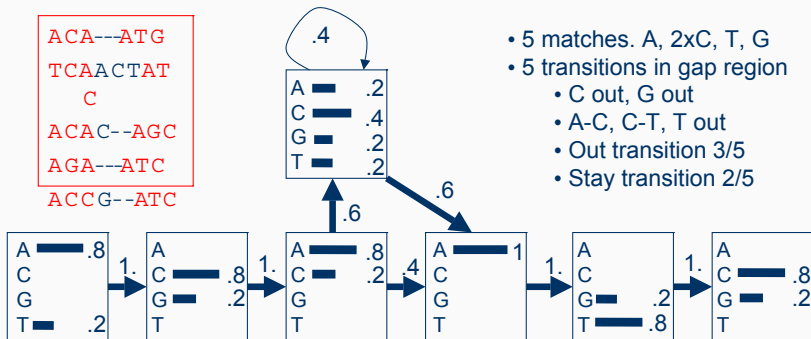 ACA---ATG
TCAACTAT
C
ACAC--AGC
AGA---ATC
ACCG--ATC
.4
A .2
C .4
G .2
T .2
• 5 matches. A, 2xC, T, G
• 5 transitions in gap region
• C out, G out
• A-C, C-T, T out
• Out transition 3/5
• Stay transition 2/5
.6
.6
A .8
C
G
T .2
1.
A
C .8
G .2
T
1.
A .8
C .2
G
T
.4
A 1
C
G
T
1.
A
C
G .2
T .8
1.
A
C .8
G .2
T